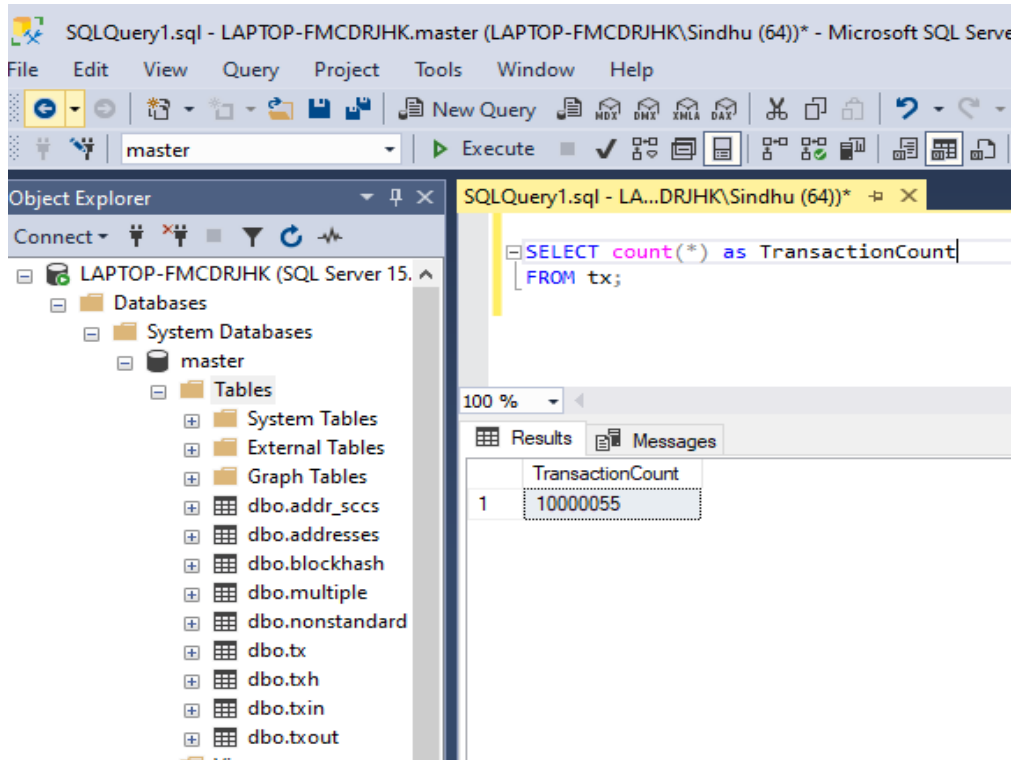 SQLQuery1.sql - LAPTOP-FMCDRJHK.master (LAPTOP-FMCDRJHK\Sindhu (64))* - Microsoft SQL Serve
File Edit View Query Project Tools Window Help
New Query MDX DMX XMLA DAX
master Execute
Object Explorer
SQLQuery1.sql - LA...DRJHK\Sindhu (64))*
Connect
LAPTOP-FMCDRJHK (SQL Server 15.
Databases
System Databases
master
Tables
System Tables
External Tables
Graph Tables
dbo.addr_sccs
dbo.addresses
dbo.blockhash
dbo.multiple
dbo.nonstandard
dbo.tx
dbo.txh
dbo.txin
dbo.txout
SELECT count(*) as TransactionCount
FROM tx;
100 %
Results Messages
TransactionCount
1 10000055